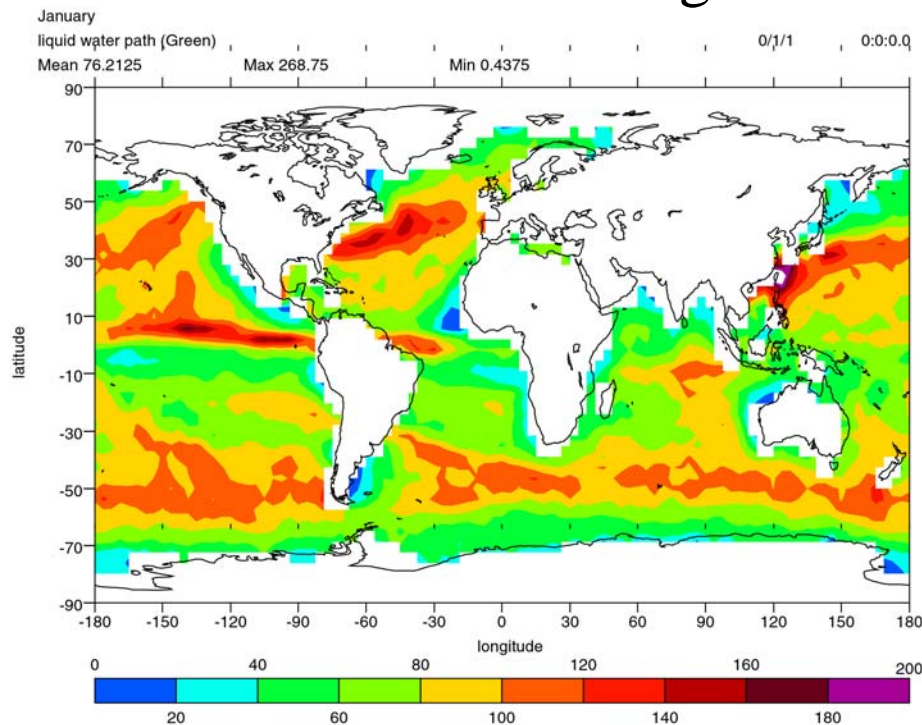 January
liquid water path (Green) 0/1/1 0:0:0.0
Mean 76.2125 Max 268.75 Min 0.4375
90
70
50
30
10
-10
-30
-50
-70
-90
latitude
-180 -150 -120 -90 -60 -30 0 30 60 90 120 150 180
longitude
0 40 80 120 160 200
20 60 100 140 180